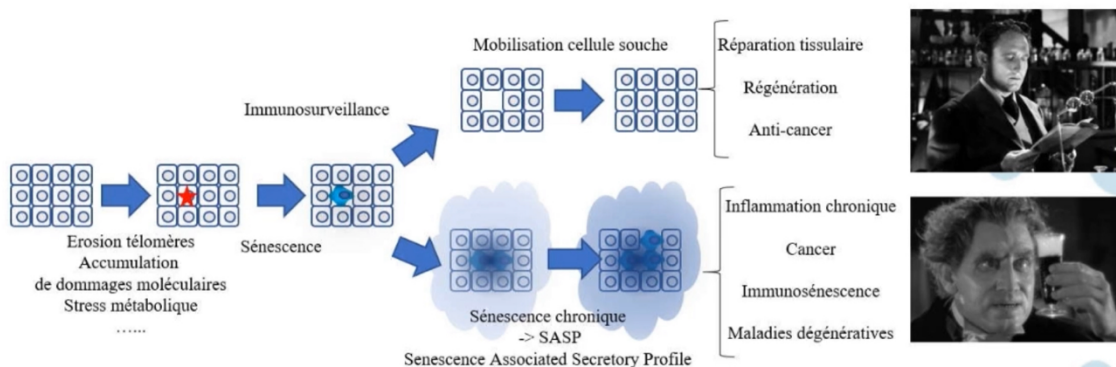 Mobilisation cellule souche
Réparation tissulaire
Immunosurveillance
Régénération
Anti-cancer
Erosion télomères
Accumulation
de dommages moléculaires
Stress métabolique
…...
Sénescence
Sénescence chronique
-> SASP
Senescence Associated Secretory Profile
Inflammation chronique
Cancer
Immunosénescence
Maladies dégénératives